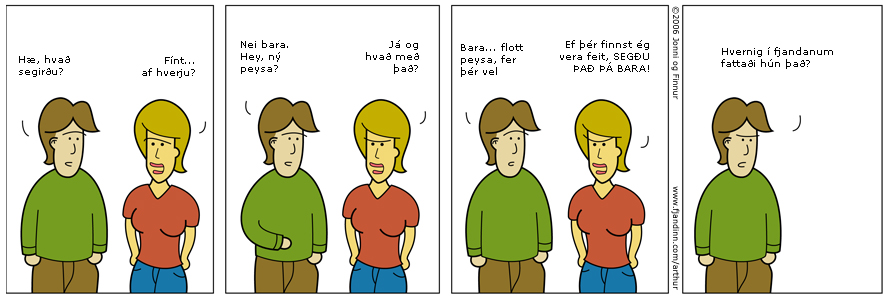 Hæ, hvað
segirðu?
Fínt...
af hverju?
Nei bara.
Hey, ný
peysa?
Já og
hvað með
það?
Bara... flott
peysa, fer
þér vel
Ef þér finnst ég
vera feit, SEGÐU
ÞAÐ ÞÁ BARA!
©2006 Jonni og Finnur
www.fjandinn.com/arthur
Hvernig í fjandanum
fattaði hún það?